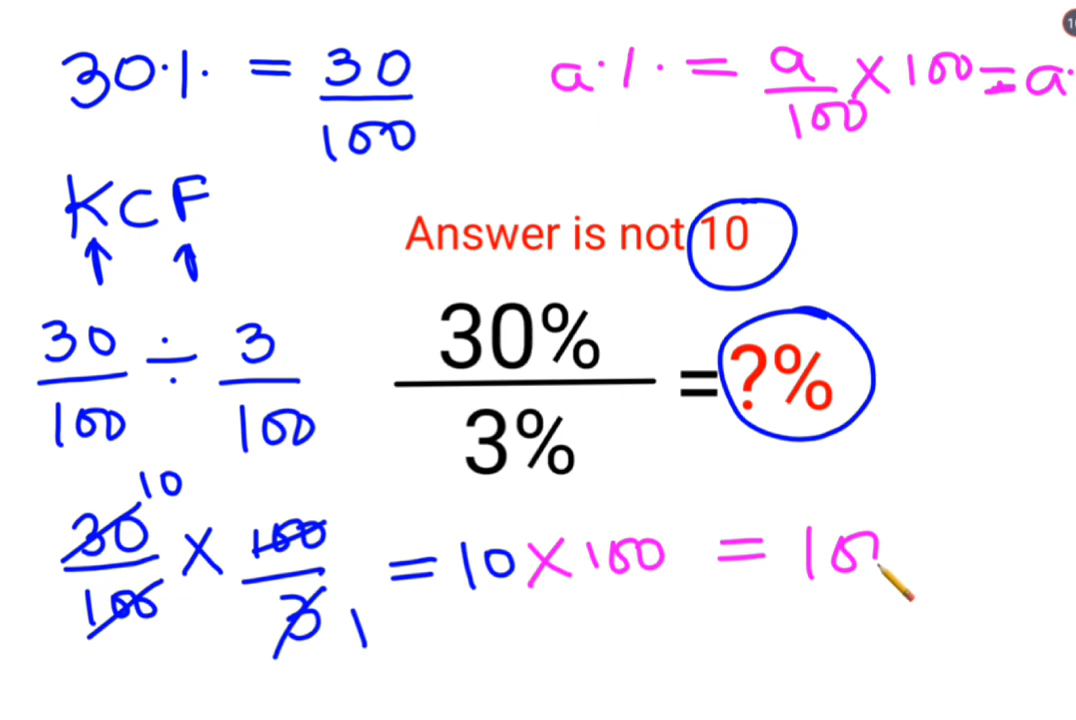 30% = 30/100
a% = a/100 × 100 = a
KCF
Answer is not 10
30%/3% = ?%
30/100 ÷ 3/100
10
30/100 × 100/3 = 10 × 100 = 100
1